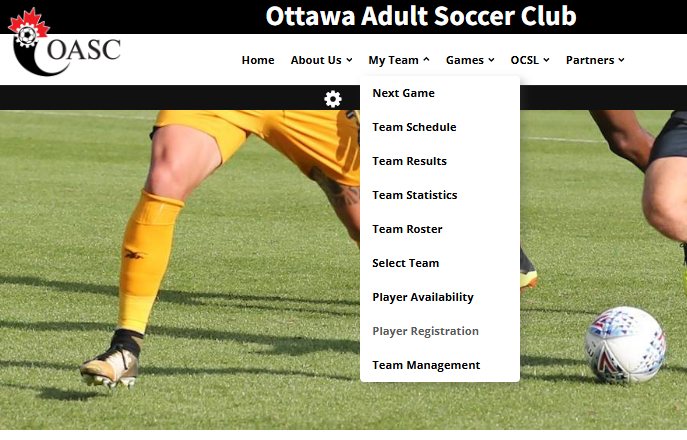 Ottawa Adult Soccer Club
OASC
Home About Us My Team Games OCSL Partners
Next Game
Team Schedule
Team Results
Team Statistics
Team Roster
Select Team
Player Availability
Player Registration
Team Management